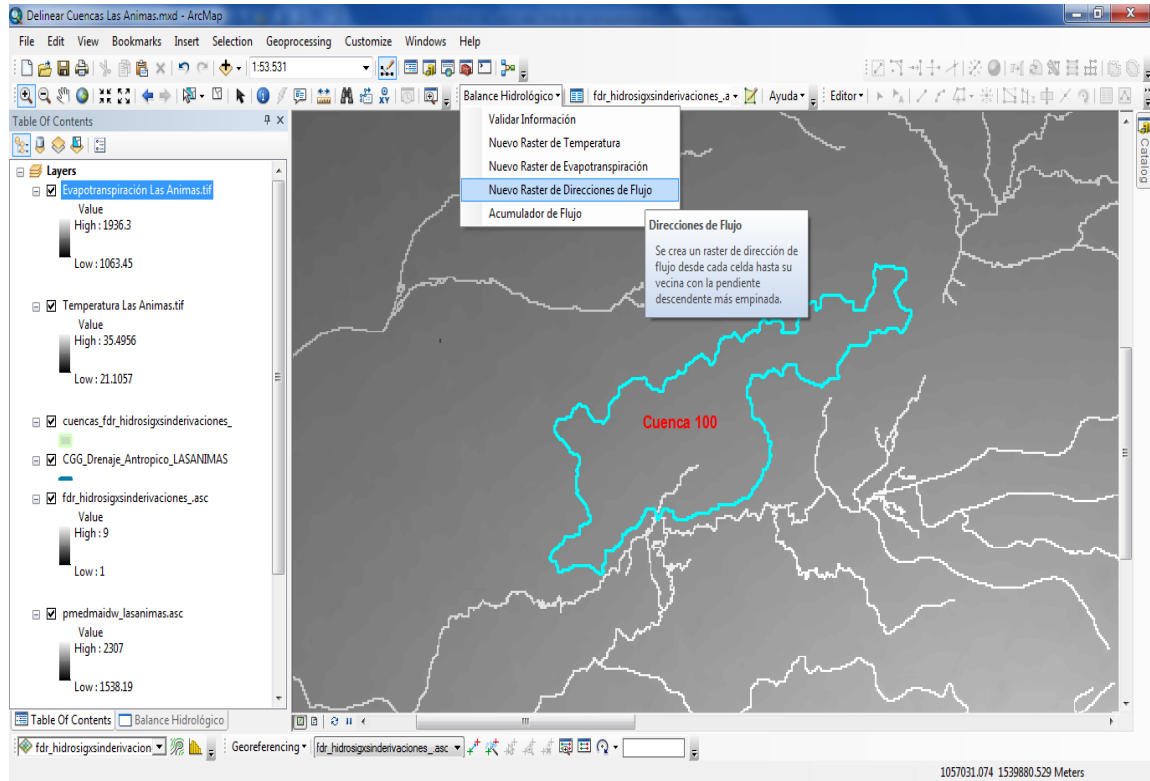 Delinear Cuencas Las Animas.mxd - ArcMap
File Edit View Bookmarks Insert Selection Geoprocessing Customize Windows Help
1:53.531
Balance Hidrológico fdr_hidrosigxsinderivaciones_.a Ayuda Editor
Table Of Contents
Validar Información
Nuevo Raster de Temperatura
Nuevo Raster de Evapotranspiración
Nuevo Raster de Direcciones de Flujo
Acumulador de Flujo
Direcciones de Flujo
Se crea un raster de dirección de
flujo desde cada celda hasta su
vecina con la pendiente
descendente más empinada.
Layers
Evapotranspiración Las Animas.tif
Value
High : 1936.3
Low : 1063.45
Temperatura Las Animas.tif
Value
High : 35.4956
Low : 21.1057
cuencas_fdr_hidrosigxsinderivaciones_
CGG_Drenaje_Antropico_LASANIMAS
fdr_hidrosigxsinderivaciones_.asc
Value
High : 9
Low : 1
pmedmaidw_lasanimas.asc
Value
High : 2307
Low : 1538.19
Cuenca 100
Catalog
Table Of Contents Balance Hidrológico
fdr_hidrosigxsinderivacion Georeferencing fdr_hidrosigxsinderivaciones_.asc
1057031.074 1539880.529 Meters